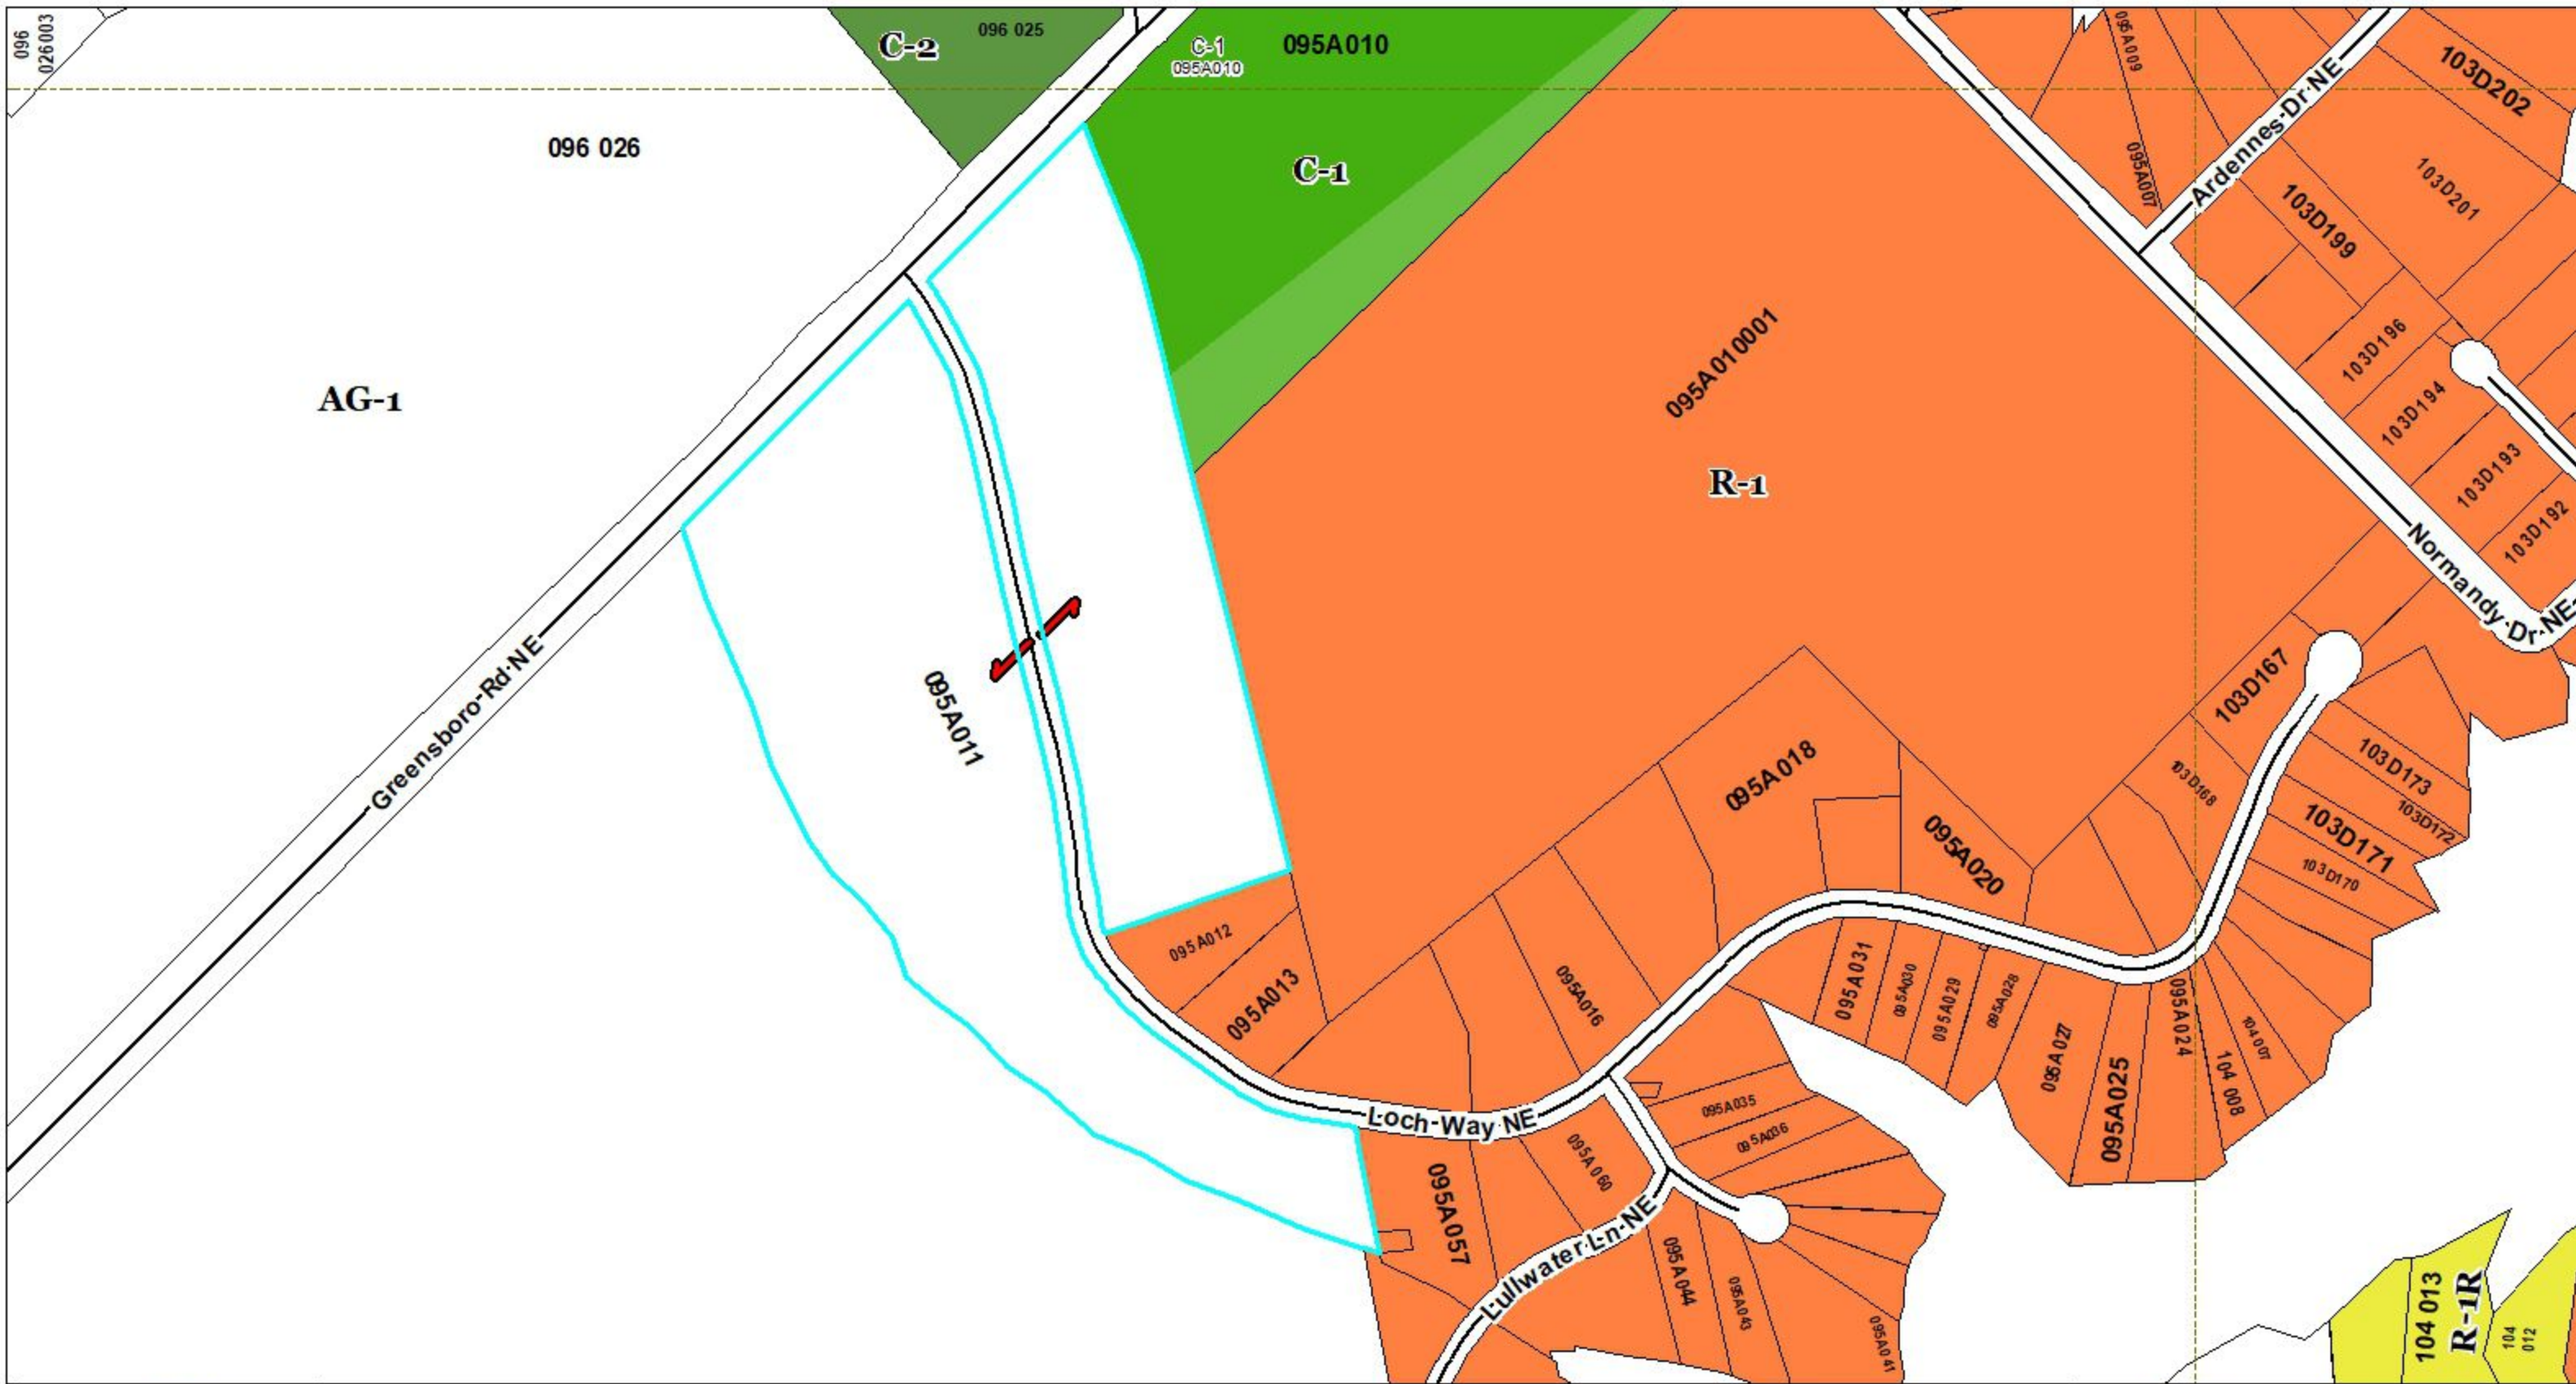 096
026003
C-2
096 025
C-1
095A010
095A010
096 026
C-1
095A009
095A007
Ardennes Dr NE
103D202
103D201
103D199
AG-1
095A010001
R-1
103D196
103D194
103D193
103D192
Normandy Dr NE
Greensboro Rd NE
095A011
103D167
103D168
103D173
103D172
103D171
103D170
095A018
095A020
095A012
095A013
095A016
095A031
095A030
095A029
095A028
095A027
095A025
095A024
104 008
104 007
Loch Way NE
095A035
095A036
095A060
095A057
Lullwater Ln NE
095A044
095A043
095A041
104 013
R-1R
104
012